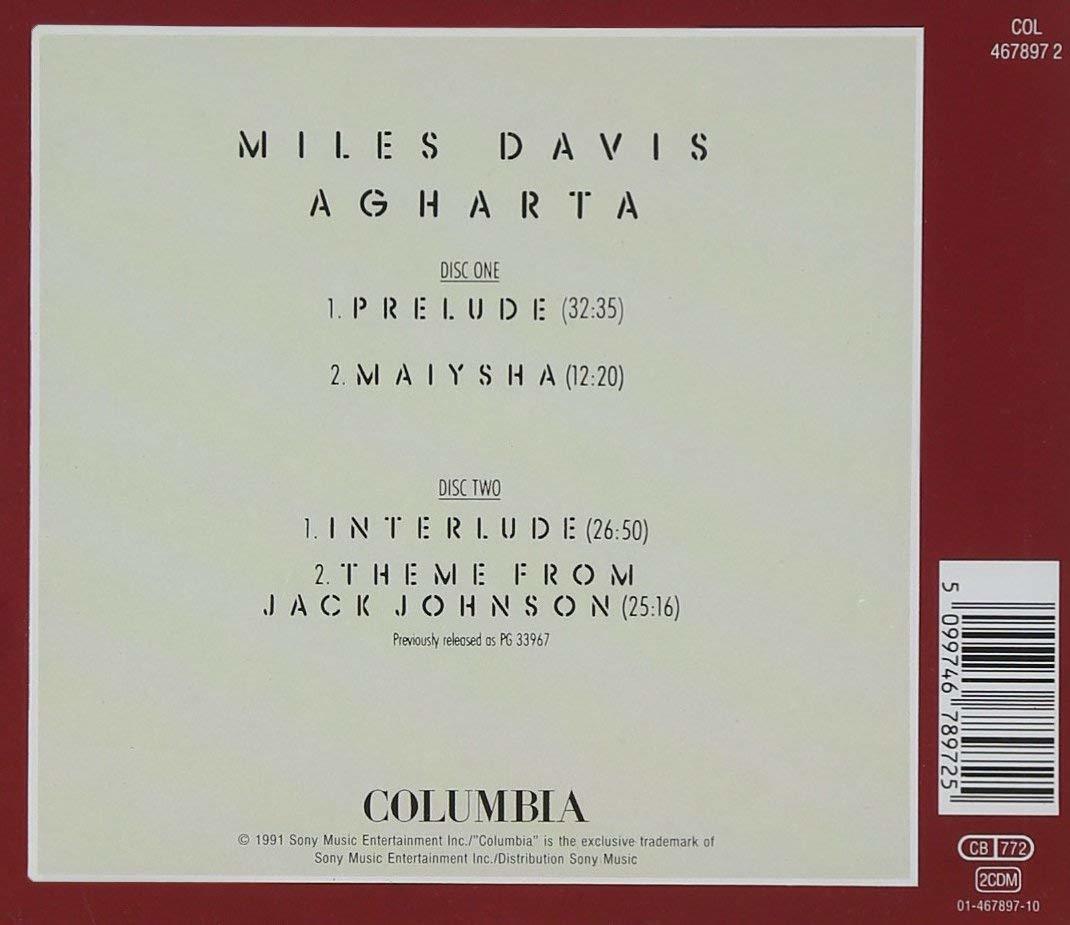 COL
467897 2
MILES DAVIS
AGHARTA
DISC ONE
1. PRELUDE (32:35)
2. MAIYSHA (12:20)
DISC TWO
1. INTERLUDE (26:50)
2. THEME FROM
JACK JOHNSON (25:16)
Previously released as PG 33967
COLUMBIA
© 1991 Sony Music Entertainment Inc./"Columbia" is the exclusive trademark of
Sony Music Entertainment Inc./Distribution Sony Music
5 099746 789725
CB 772
2CDM
01-467897-10